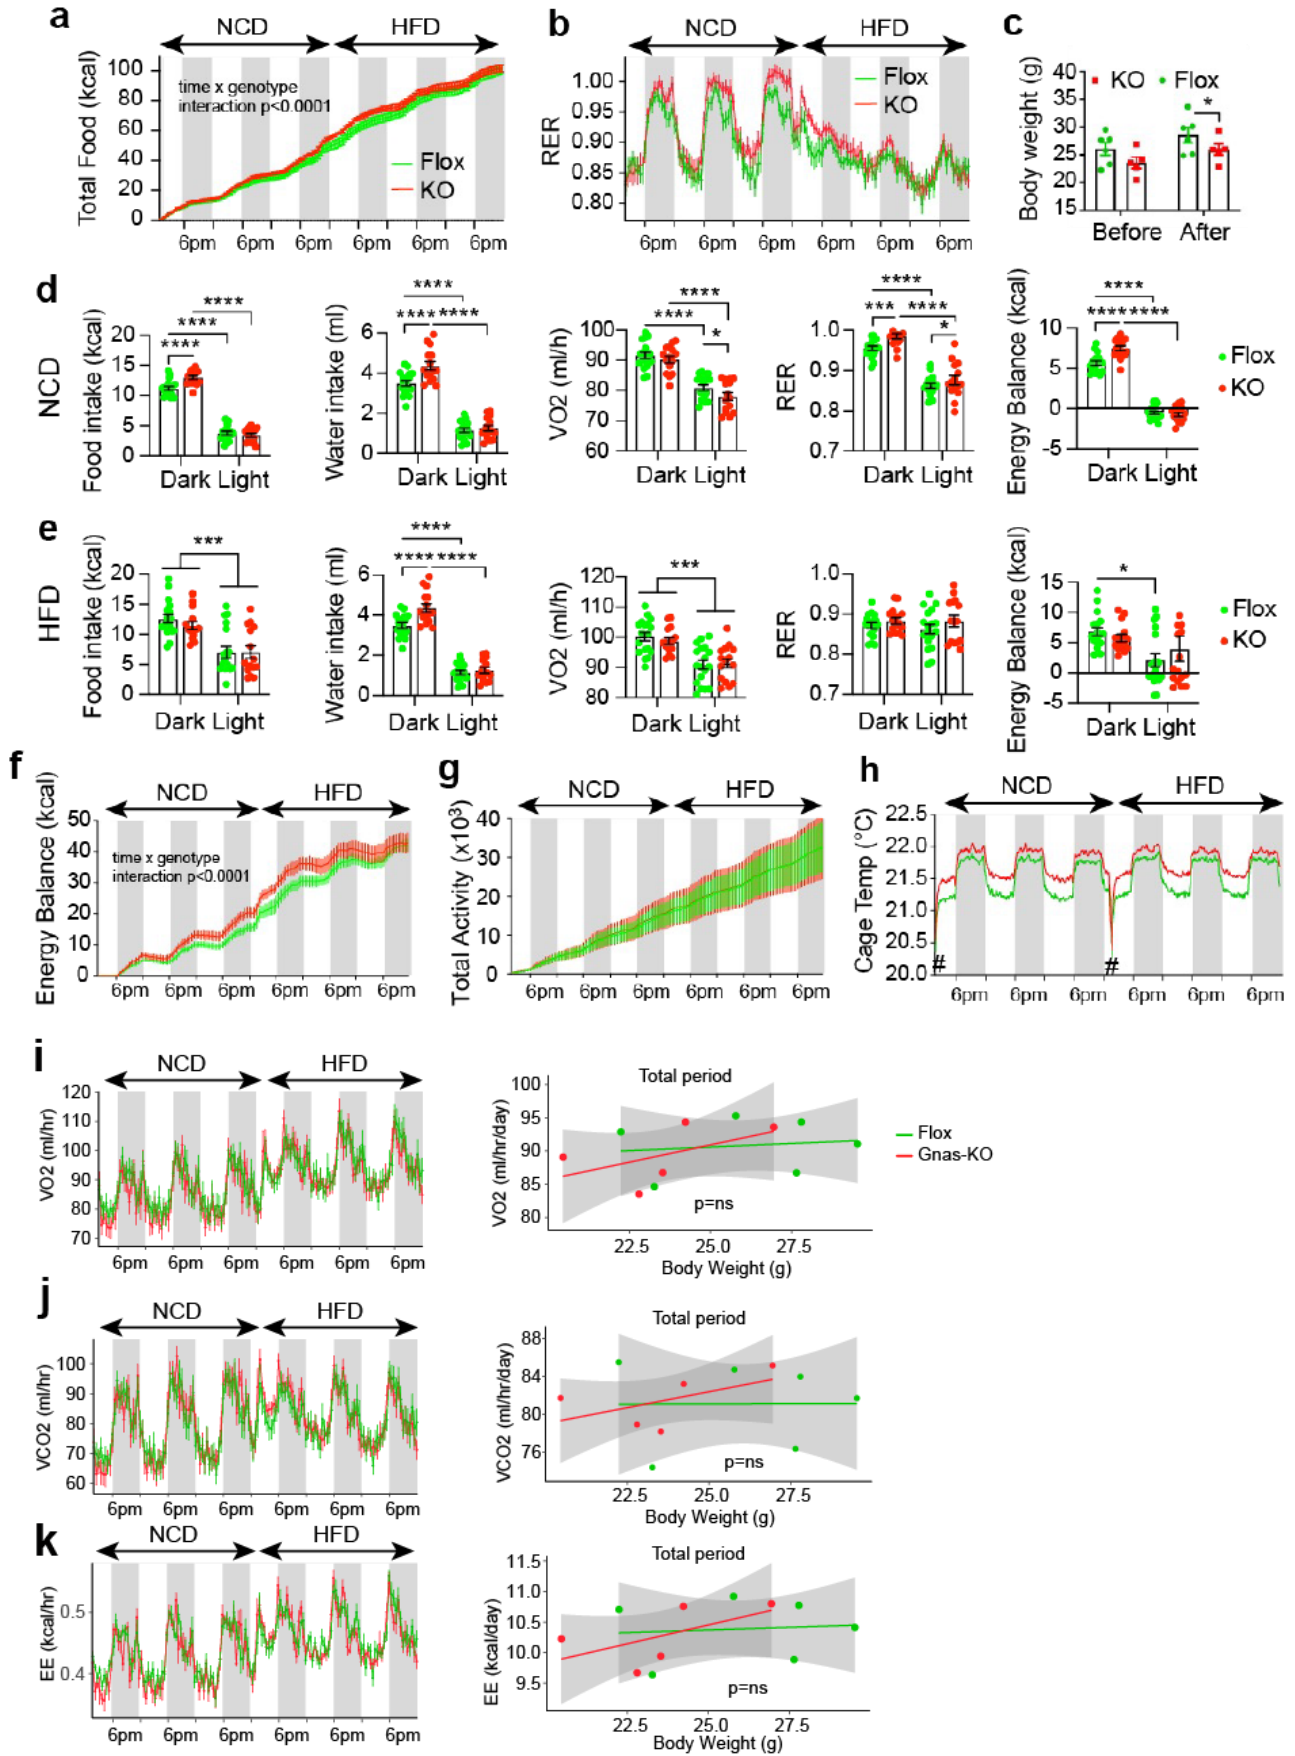 a
NCD
HFD
Total Food (kcal)
100
80
60
40
20
0
time x genotype
interaction p<0.0001
Flox
KO
6pm 6pm 6pm 6pm 6pm 6pm
b
NCD
HFD
RER
1.00
0.95
0.90
0.85
0.80
Flox
KO
6pm 6pm 6pm 6pm 6pm 6pm
c
Body weight (g)
40
35
30
25
20
15
KO
Flox
*
Before After
d
NCD
Food intake (kcal)
20
15
10
5
0
****
****
****
Dark Light
Water intake (ml)
6
4
2
0
****
**** ****
Dark Light
VO2 (ml/h)
100
90
80
70
60
****
****
*
Dark Light
RER
1.0
0.9
0.8
0.7
****
*** ****
*
Dark Light
Energy Balance (kcal)
10
5
0
-5
****
********
Dark Light
Flox
KO
e
HFD
Food intake (kcal)
20
15
10
5
0
***
Dark Light
Water intake (ml)
6
4
2
0
****
**** ****
Dark Light
VO2 (ml/h)
120
110
100
90
80
***
Dark Light
RER
1.0
0.9
0.8
0.7
Dark Light
Energy Balance (kcal)
15
10
5
0
-5
*
Dark Light
Flox
KO
f
NCD
HFD
Energy Balance (kcal)
50
40
30
20
10
0
time x genotype
interaction p<0.0001
6pm 6pm 6pm 6pm 6pm 6pm
g
NCD
HFD
Total Activity (x10³)
40
30
20
10
0
6pm 6pm 6pm 6pm 6pm 6pm
h
NCD
HFD
Cage Temp (°C)
22.5
22.0
21.5
21.0
20.5
20.0
# #
6pm 6pm 6pm 6pm 6pm 6pm
i
NCD
HFD
VO2 (ml/hr)
120
110
100
90
80
70
6pm 6pm 6pm 6pm 6pm 6pm
Total period
VO2 (ml/hr/day)
100
95
90
85
80
p=ns
22.5 25.0 27.5
Body Weight (g)
Flox
Gnas-KO
j
NCD
HFD
VCO2 (ml/hr)
100
90
80
70
60
6pm 6pm 6pm 6pm 6pm 6pm
Total period
VCO2 (ml/hr/day)
88
84
80
76
p=ns
22.5 25.0 27.5
Body Weight (g)
k
NCD
HFD
EE (kcal/hr)
0.5
0.4
6pm 6pm 6pm 6pm 6pm 6pm
Total period
EE (kcal/day)
11.5
11.0
10.5
10.0
9.5
p=ns
22.5 25.0 27.5
Body Weight (g)